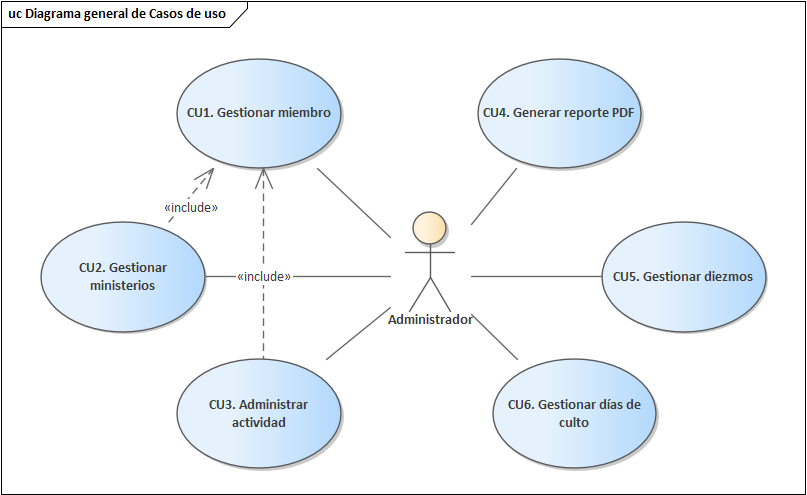 uc Diagrama general de Casos de uso
CU1. Gestionar miembro
CU4. Generar reporte PDF
«include»
CU2. Gestionar
ministerios
«include»
CU5. Gestionar diezmos
Administrador
CU3. Administrar
actividad
CU6. Gestionar días de
culto